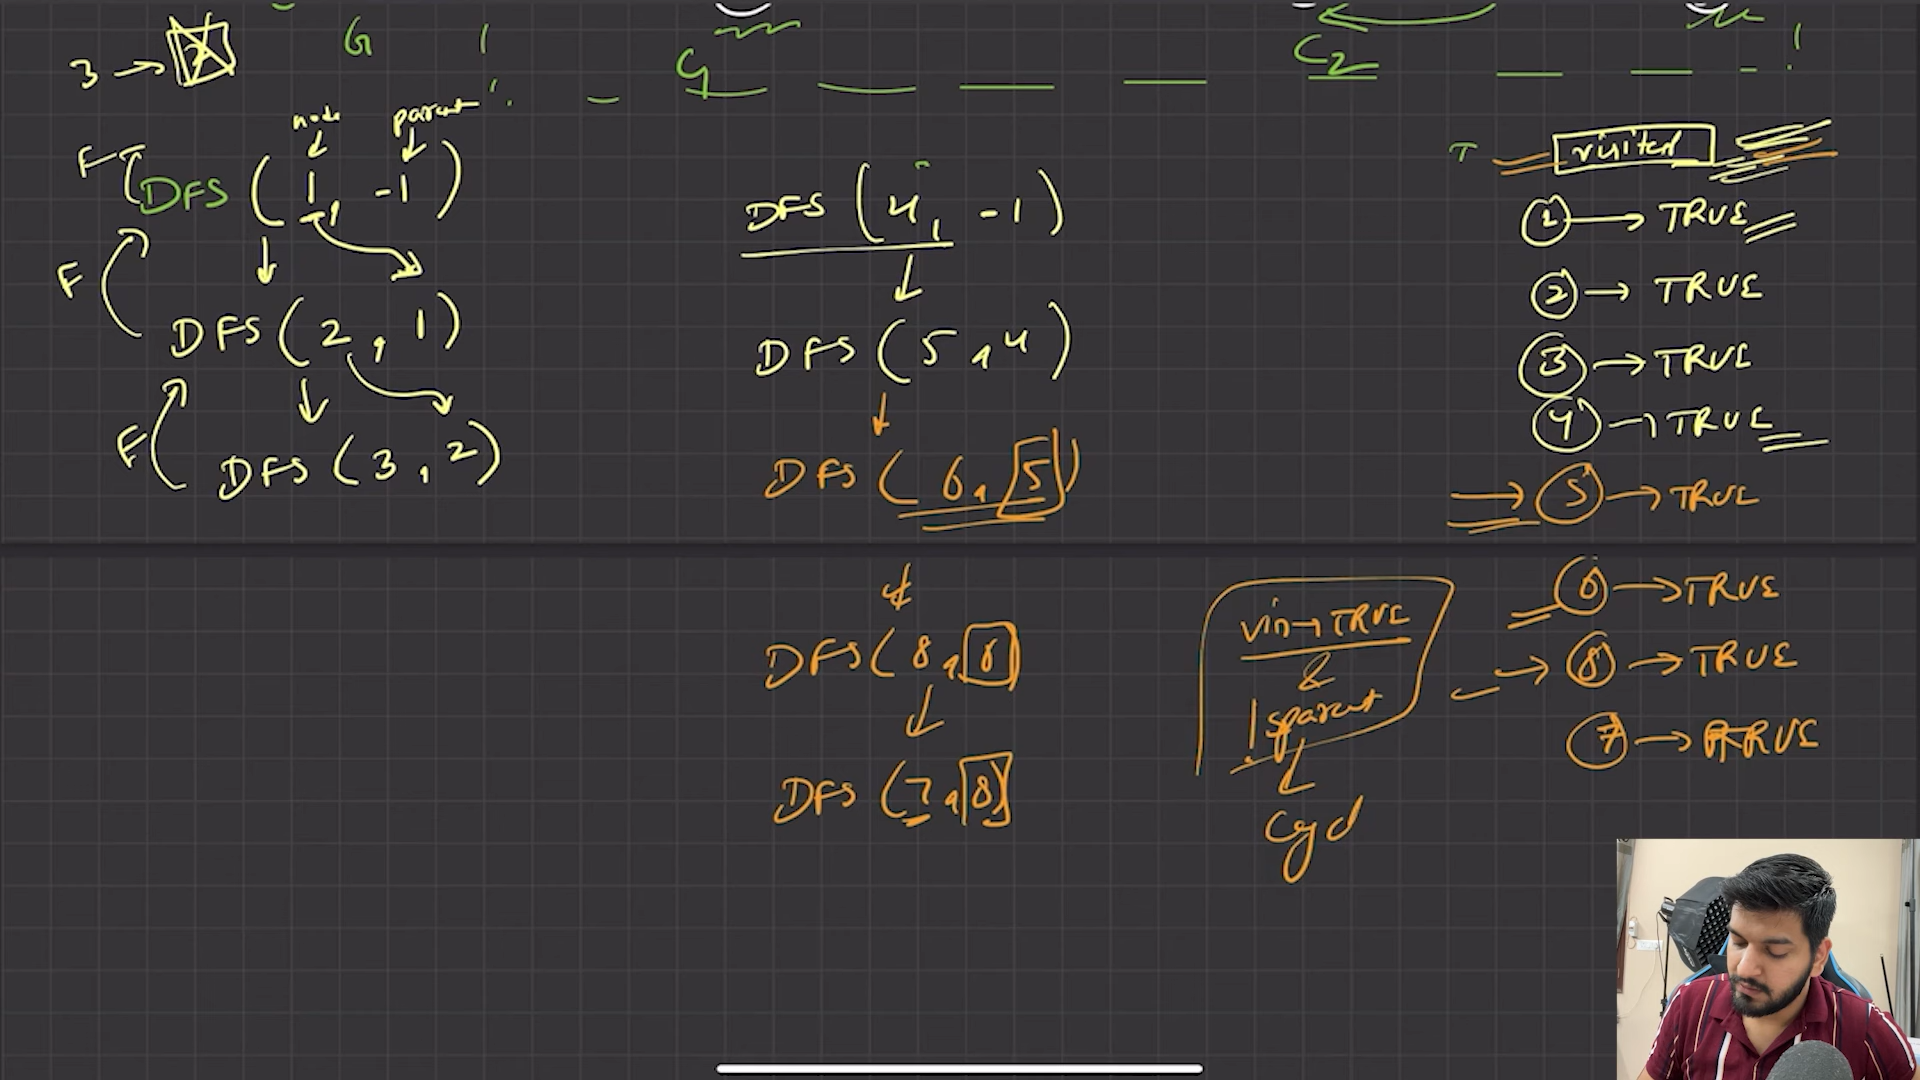 3 → 2
G
C2
node parent
F DFS (1, -1)
F DFS (2, 1)
F DFS (3, 2)
DFS (4, -1)
DFS (5, 4)
DFS (6, 5)
DFS (8, 6)
DFS (7, 8)
T visited
1 → TRUE
2 → TRUE
3 → TRUE
4 → TRUE
5 → TRUE
6 → TRUE
8 → TRUE
7 → TRUE
vis → TRUE
&
!parent